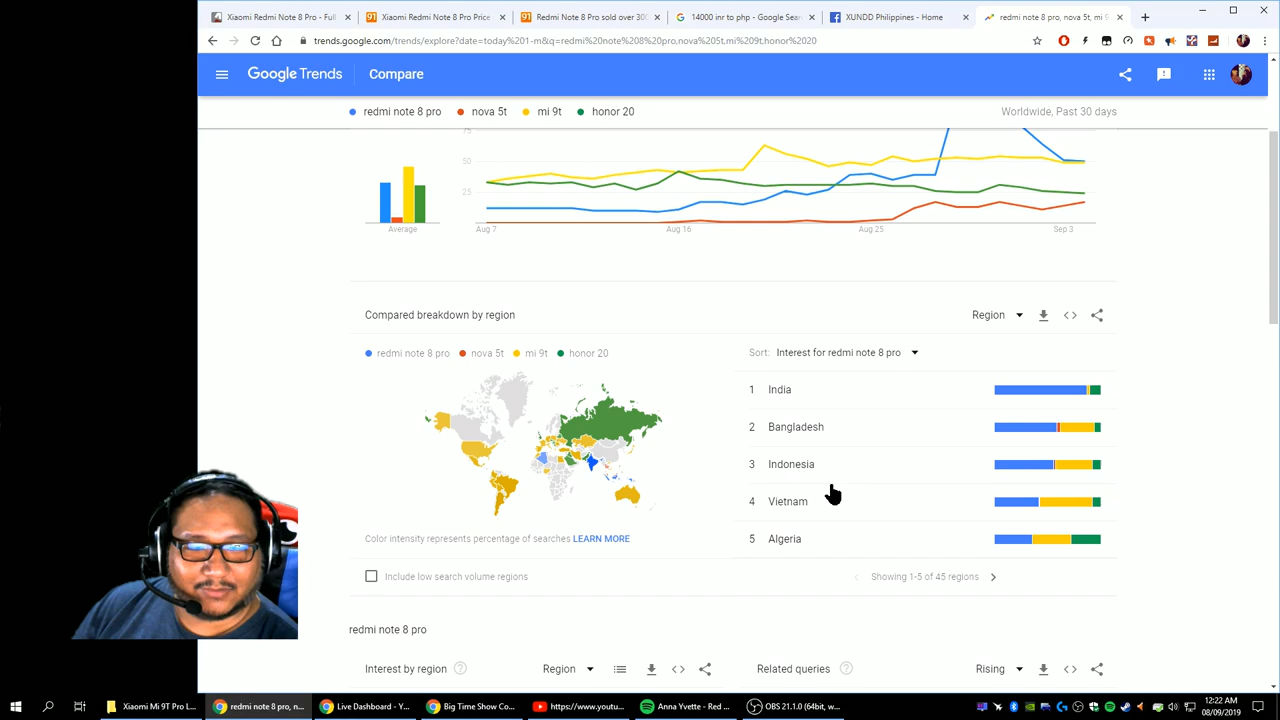 Xiaomi Redmi Note 8 Pro - Full
Xiaomi Redmi Note 8 Pro Price
Redmi Note 8 Pro sold over 300
14000 inr to php - Google Sear
XUNDD Philippines - Home
redmi note 8 pro, nova 5t, mi 9
trends.google.com/trends/explore?date=today%201-m&q=redmi%20note%208%20pro,nova%205t,mi%209t,honor%2020
Google Trends
Compare
redmi note 8 pro
nova 5t
mi 9t
honor 20
Worldwide, Past 30 days
75
50
25
Average
Aug 7
Aug 16
Aug 25
Sep 3
Compared breakdown by region
Region
redmi note 8 pro
nova 5t
mi 9t
honor 20
Sort: Interest for redmi note 8 pro
1 India
2 Bangladesh
3 Indonesia
4 Vietnam
5 Algeria
Color intensity represents percentage of searches LEARN MORE
Include low search volume regions
Showing 1-5 of 45 regions
redmi note 8 pro
Interest by region
Region
Related queries
Rising
Xiaomi Mi 9T Pro L...
redmi note 8 pro, n...
Live Dashboard - Y...
Big Time Show Co...
https://www.youtu...
Anna Yvette - Red ...
OBS 21.1.0 (64bit, w...
12:22 AM
08/09/2019